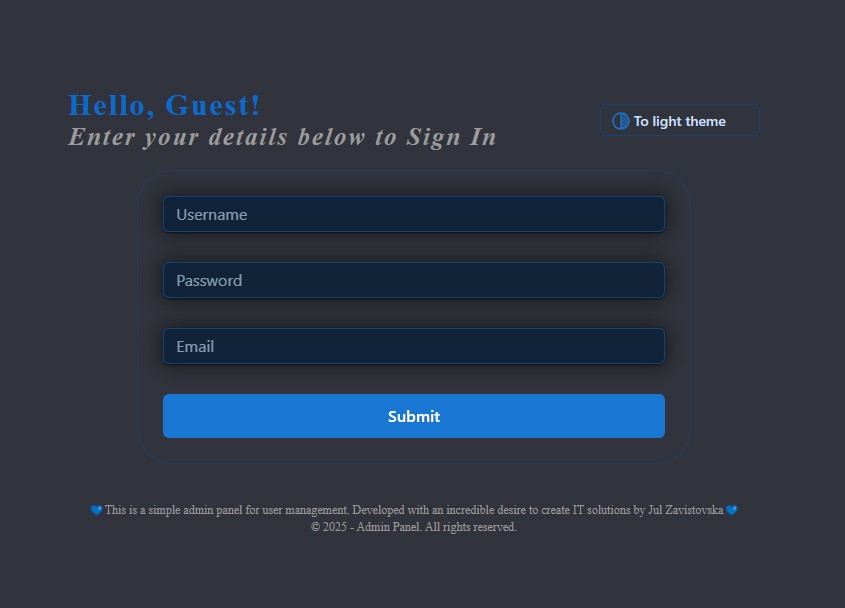 Hello, Guest!
Enter your details below to Sign In
To light theme
Username
Password
Email
Submit
💙This is a simple admin panel for user management. Developed with an incredible desire to create IT solutions by Jul Zavistovska💙
© 2025 - Admin Panel. All rights reserved.